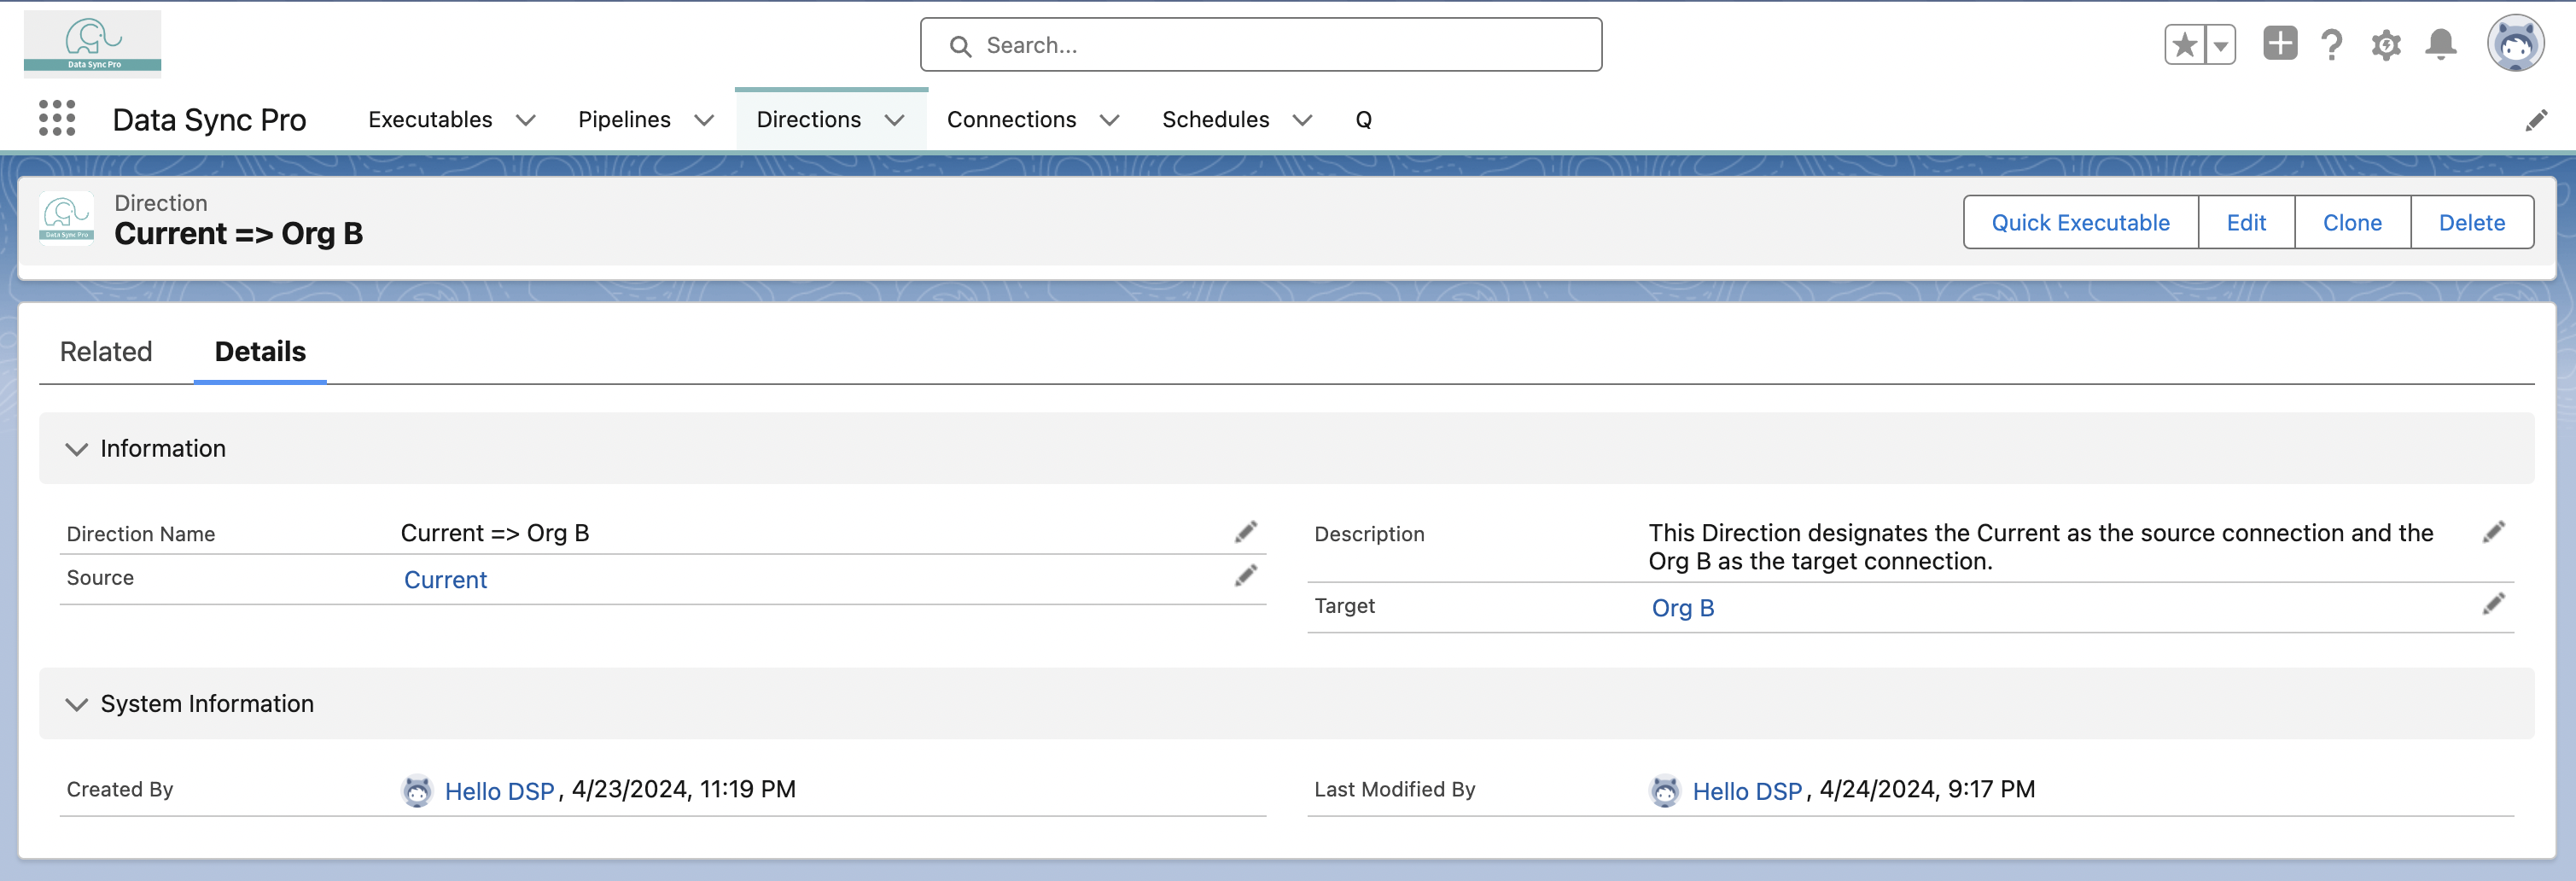 Data Sync Pro
Search...
Data Sync Pro
Executables
Pipelines
Directions
Connections
Schedules
Q
Data Sync Pro
Direction
Current => Org B
Quick Executable
Edit
Clone
Delete
Related
Details
Information
Direction Name
Current => Org B
Description
This Direction designates the Current as the source connection and the
Org B as the target connection.
Source
Current
Target
Org B
System Information
Created By
Hello DSP, 4/23/2024, 11:19 PM
Last Modified By
Hello DSP, 4/24/2024, 9:17 PM